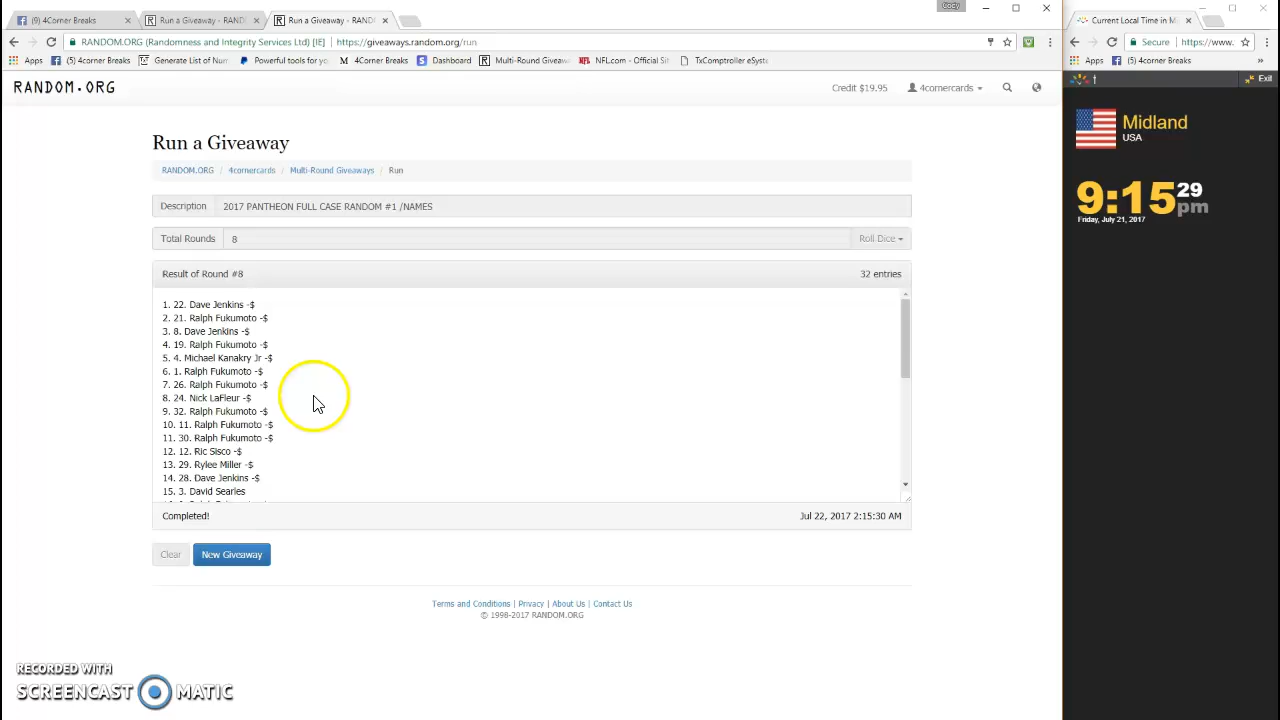 (9) 4Corner Breaks
Run a Giveaway - RAND
Run a Giveaway - RAND
Cody
Current Local Time in M
RANDOM.ORG (Randomness and Integrity Services Ltd) [IE]
https://giveaways.random.org/run
Secure
https://www.
Apps
(9) 4corner Breaks
Generate List of Num
Powerful tools for yo
4Corner Breaks
Dashboard
Multi-Round Giveaw
NFL.com - Official Sit
TxComptroller eSyste
Apps
(9) 4corner Breaks
»
RANDOM.ORG
Credit $19.95
4cornercards
Exit
Run a Giveaway
RANDOM.ORG / 4cornercards / Multi-Round Giveaways / Run
Description
2017 PANTHEON FULL CASE RANDOM #1 /NAMES
Total Rounds
8
Roll Dice
Result of Round #8
32 entries
1. 22. Dave Jenkins -$
2. 21. Ralph Fukumoto -$
3. 8. Dave Jenkins -$
4. 19. Ralph Fukumoto -$
5. 4. Michael Kanakry Jr -$
6. 1. Ralph Fukumoto -$
7. 26. Ralph Fukumoto -$
8. 24. Nick LaFleur -$
9. 32. Ralph Fukumoto -$
10. 11. Ralph Fukumoto -$
11. 30. Ralph Fukumoto -$
12. 12. Ric Sisco -$
13. 29. Rylee Miller -$
14. 28. Dave Jenkins -$
15. 3. David Searles
Completed!
Jul 22, 2017 2:15:30 AM
Clear
New Giveaway
Terms and Conditions | Privacy | About Us | Contact Us
© 1998-2017 RANDOM.ORG
Midland
USA
9:15 29 pm
Friday, July 21, 2017
RECORDED WITH
SCREENCAST MATIC